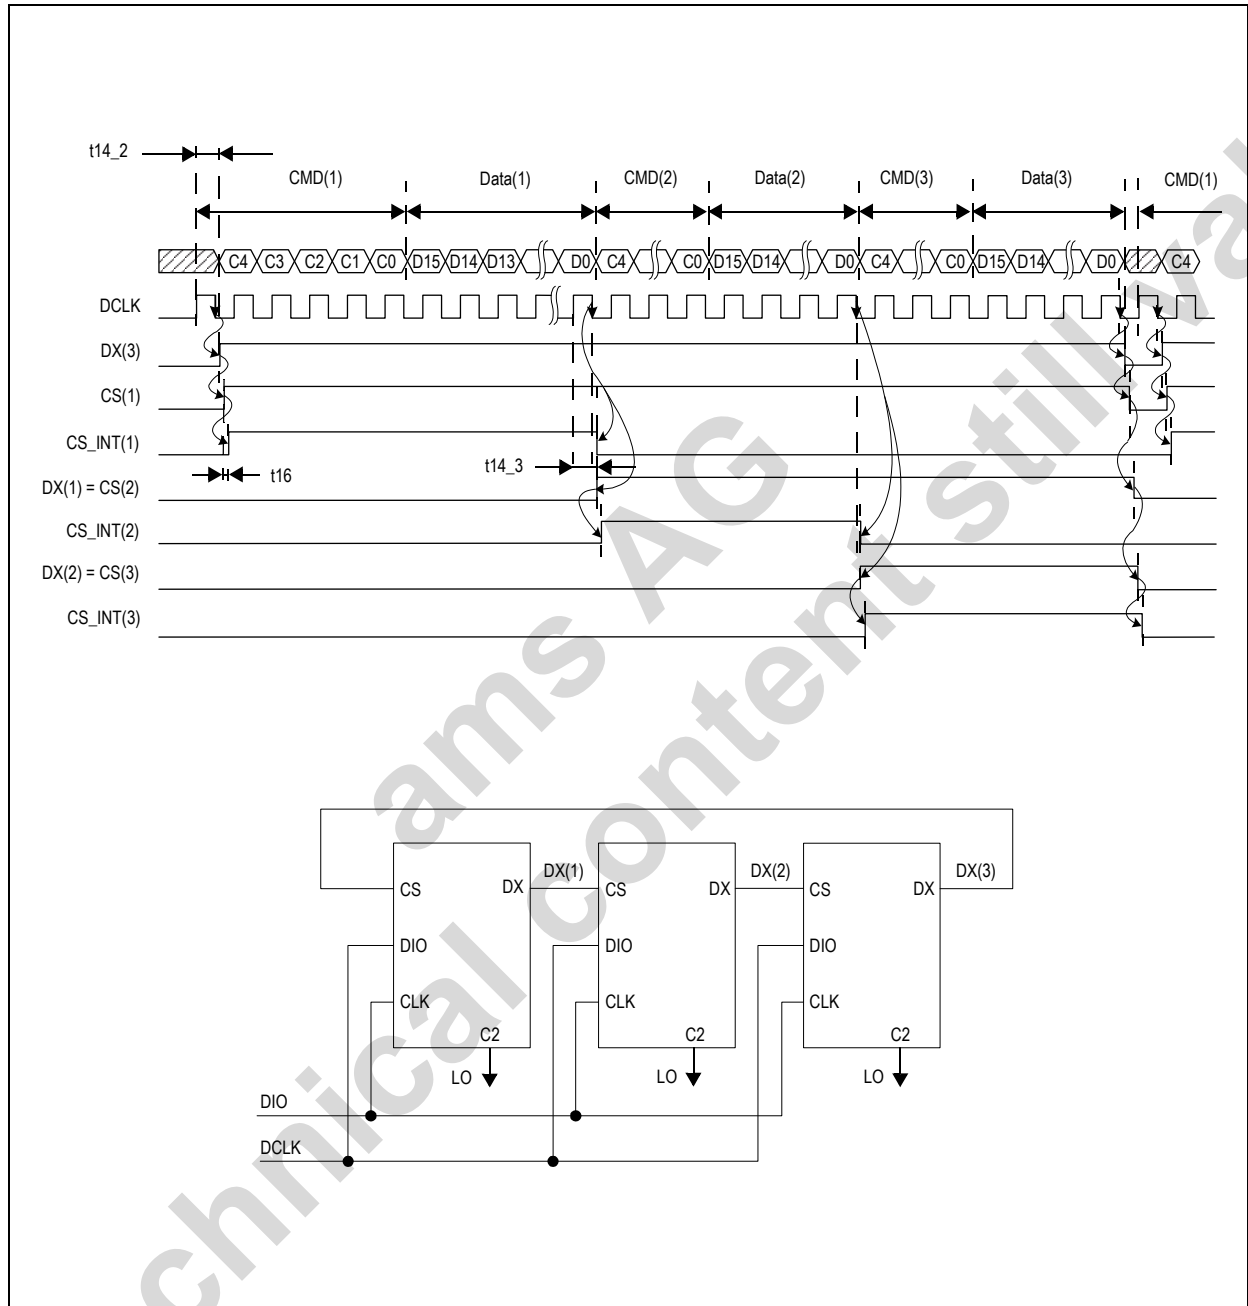 t14_2
CMD(1) Data(1) CMD(2) Data(2) CMD(3) Data(3) CMD(1)
C4 C3 C2 C1 C0 D15 D14 D13 D0 C4 C0 D15 D14 D0 C4 C0 D15 D14 D0 C4
DCLK
DX(3)
CS(1)
CS_INT(1)
t16 t14_3
DX(1) = CS(2)
CS_INT(2)
DX(2) = CS(3)
CS_INT(3)
DX(1) DX(2) DX(3)
CS DX CS DX CS DX
DIO DIO DIO
CLK CLK CLK
C2 C2 C2
LO LO LO
DIO
DCLK
ams AG
chnical content still val